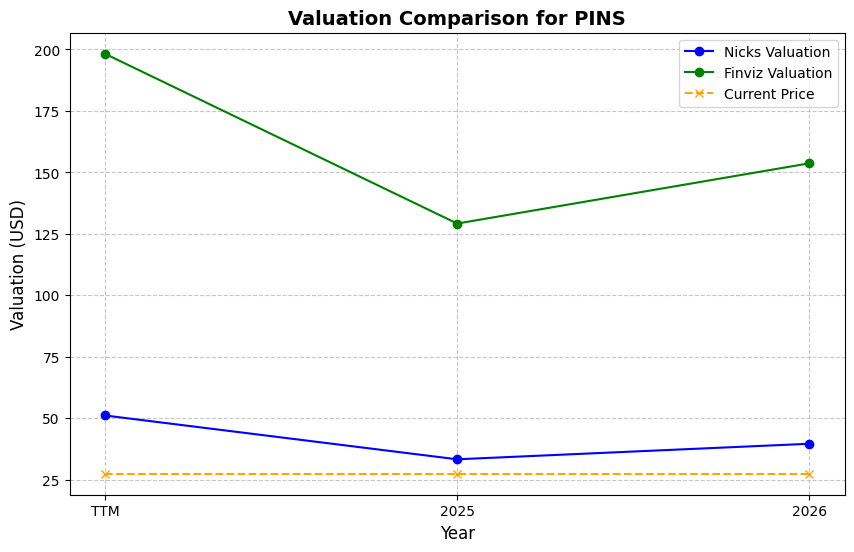 Valuation Comparison for PINS
Nicks Valuation
Finviz Valuation
Current Price
Valuation (USD)
200
175
150
125
100
75
50
25
TTM
2025
2026
Year